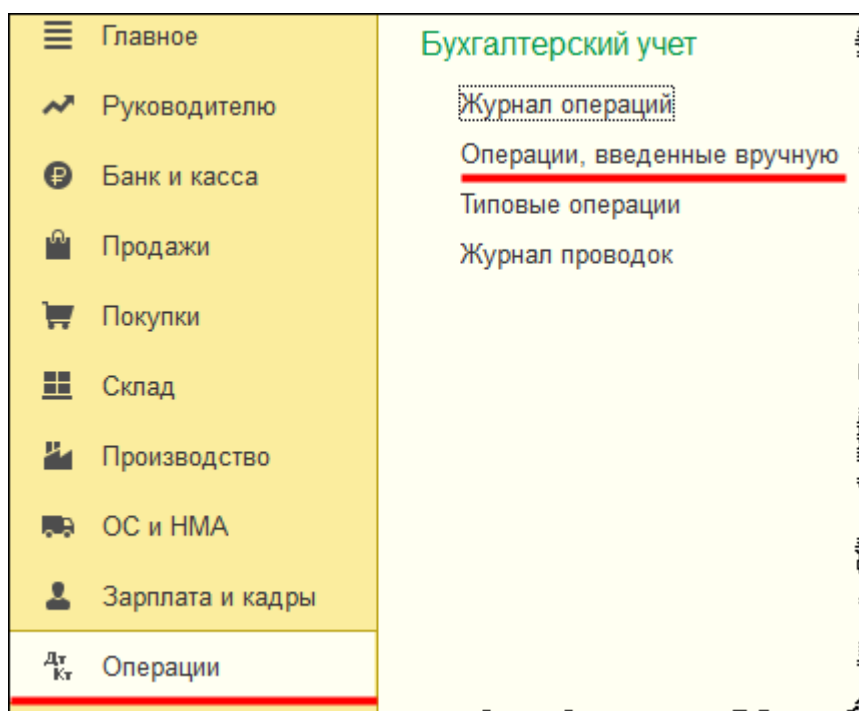 Главное
Руководителю
Банк и касса
Продажи
Покупки
Склад
Производство
ОС и НМА
Зарплата и кадры
Дт
Кт
Операции
Бухгалтерский учет
Журнал операций
Операции, введенные вручную
Типовые операции
Журнал проводок